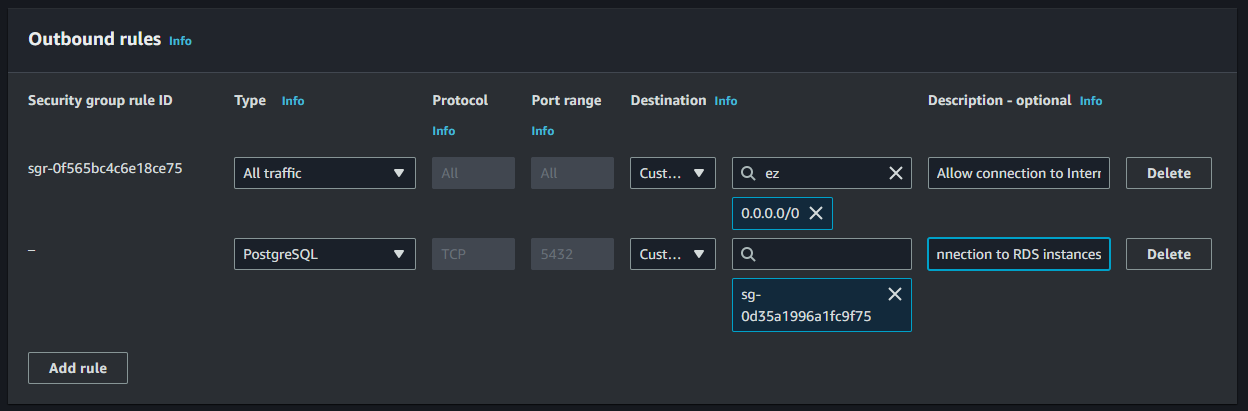 Outbound rules Info
Security group rule ID Type Info Protocol Info Port range Info Destination Info Description - optional Info
sgr-0f565bc4c6e18ce75 All traffic All All Cust... ez Allow connection to Interr Delete
0.0.0.0/0
– PostgreSQL TCP 5432 Cust... nnection to RDS instances Delete
sg-
0d35a1996a1fc9f75
Add rule